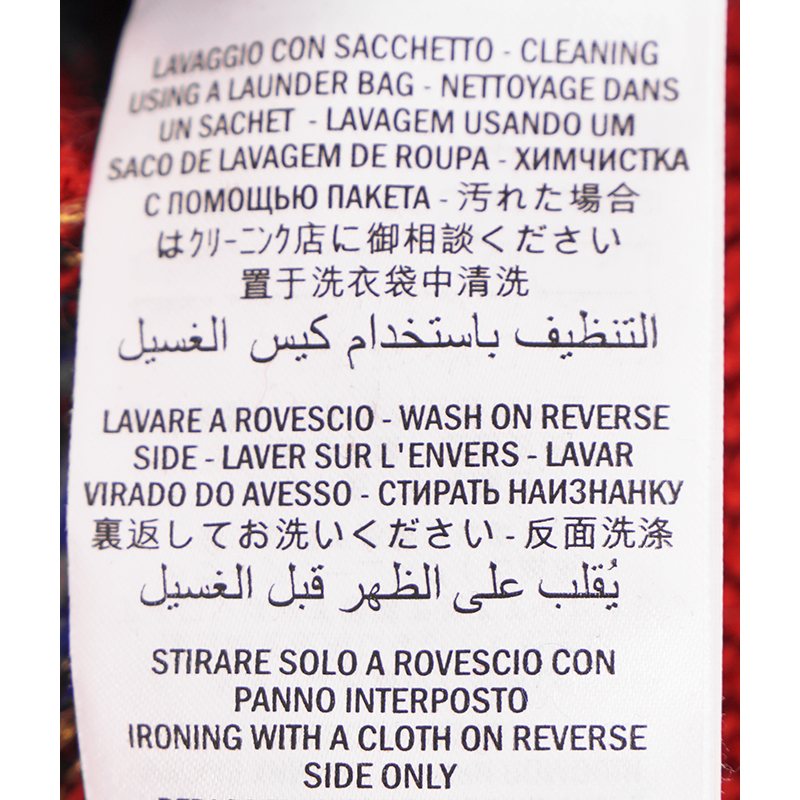 LAVAGGIO CON SACCHETTO - CLEANING
USING A LAUNDER BAG - NETTOYAGE DANS
UN SACHET - LAVAGEM USANDO UM
SACO DE LAVAGEM DE ROUPA - ХИМЧИСТКА
С ПОМОЩЬЮ ПАКЕТА - 汚れた場合
はクリーニンク店に御相談ください
置于洗衣袋中清洗
التنظيف باستخدام كيس الغسيل
LAVARE A ROVESCIO - WASH ON REVERSE
SIDE - LAVER SUR L'ENVERS - LAVAR
VIRADO DO AVESSO - СТИРАТЬ НАИЗНАНКУ
裏返してお洗いください - 反面洗涤
يُقلب على الظهر قبل الغسيل
STIRARE SOLO A ROVESCIO CON
PANNO INTERPOSTO
IRONING WITH A CLOTH ON REVERSE
SIDE ONLY